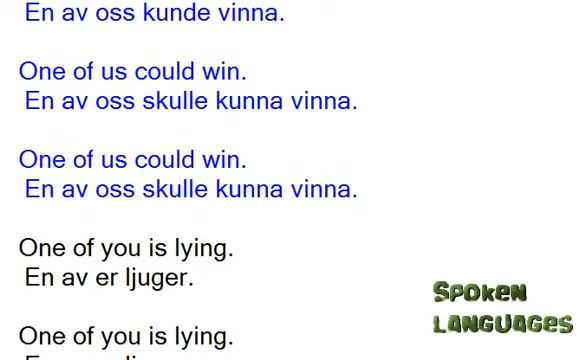 En av oss kunde vinna.
One of us could win.
En av oss skulle kunna vinna.
One of us could win.
En av oss skulle kunna vinna.
One of you is lying.
En av er ljuger.
One of you is lying.
Spoken
Languages